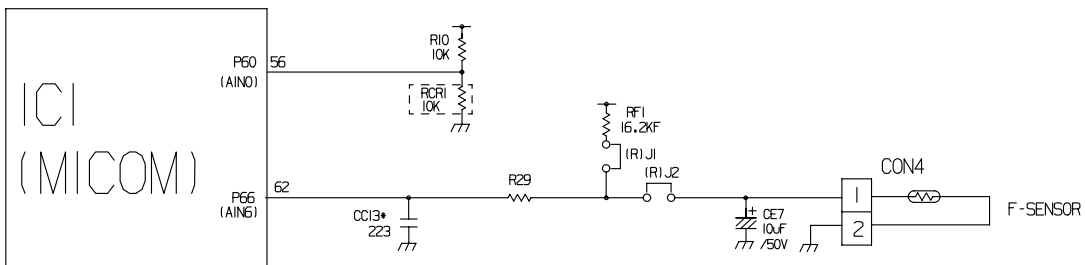 IC1
(MICOM)
P60
(AIN0)
56
R10
10K
RCR1
10K
P66
(AIN6)
62
CC13*
223
R29
RF1
16.2KF
(R)J1
(R)J2
CE7
10uF
/50V
+
CON4
1
2
F-SENSOR